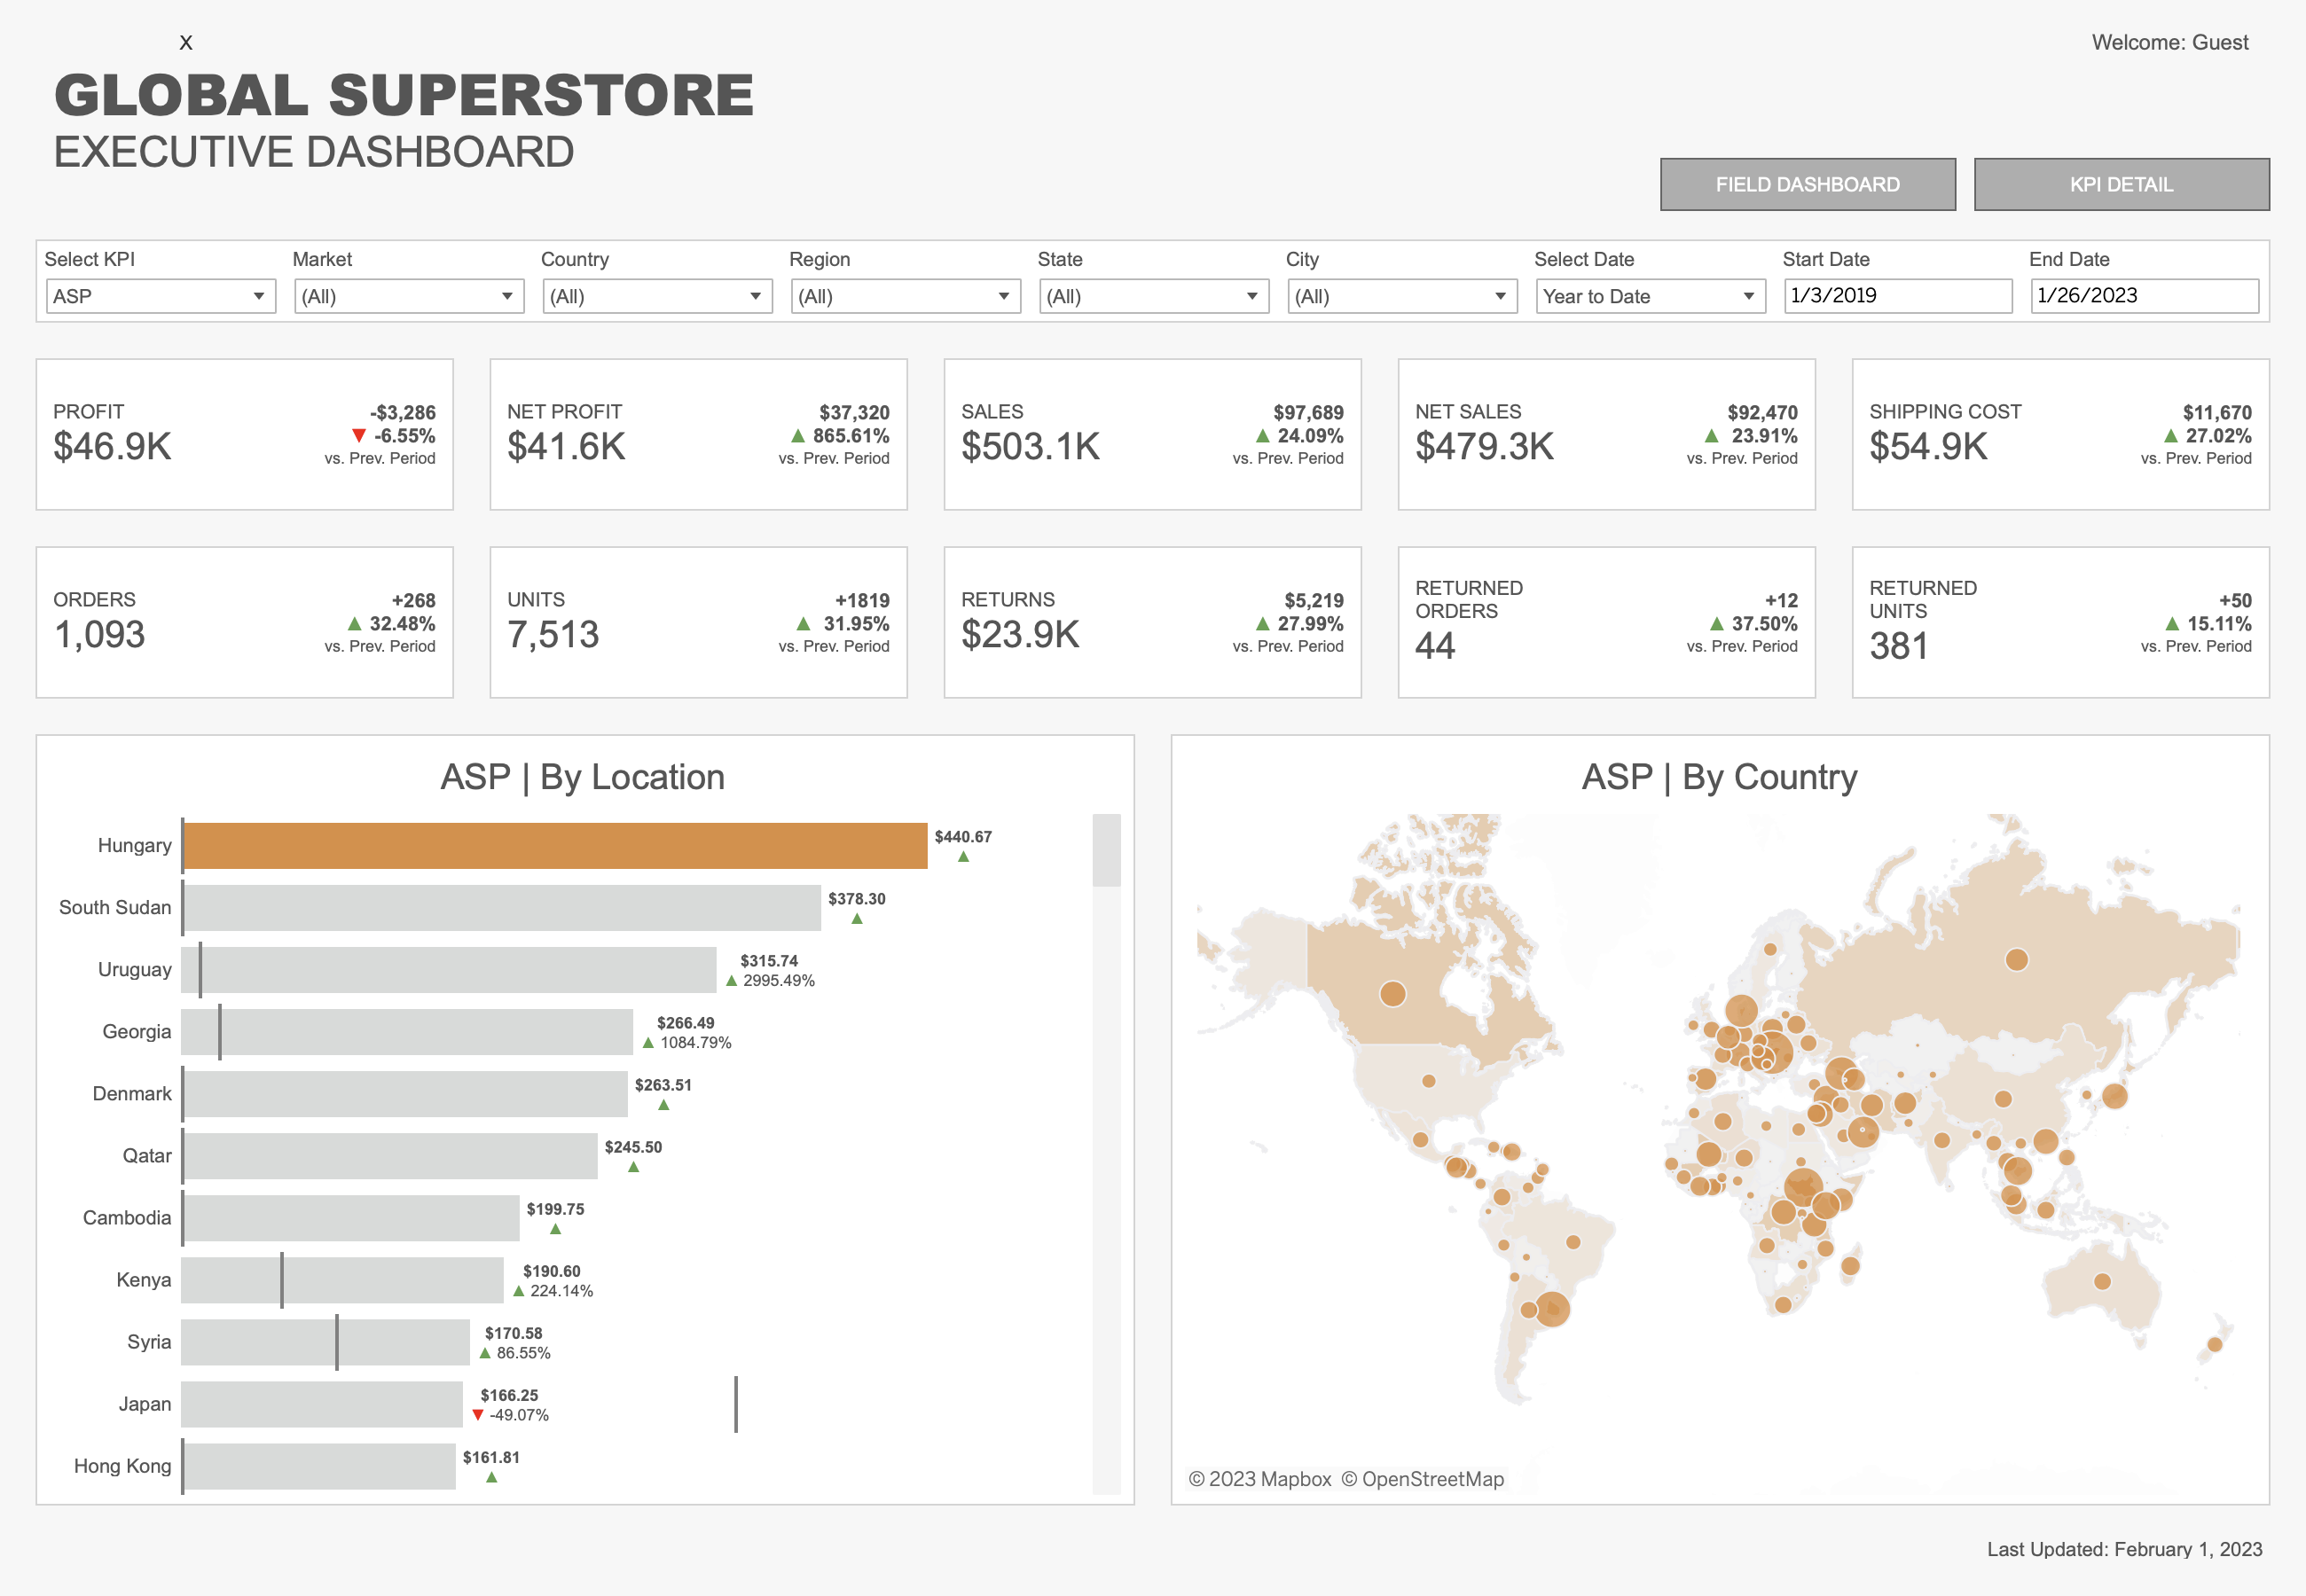 X
Welcome: Guest
GLOBAL SUPERSTORE
EXECUTIVE DASHBOARD
FIELD DASHBOARD
KPI DETAIL
Select KPI
Market
Country
Region
State
City
Select Date
Start Date
End Date
ASP
(All)
(All)
(All)
(All)
(All)
Year to Date
1/3/2019
1/26/2023
PROFIT
$46.9K
-$3,286
▼ -6.55%
vs. Prev. Period
NET PROFIT
$41.6K
$37,320
▲ 865.61%
vs. Prev. Period
SALES
$503.1K
$97,689
▲ 24.09%
vs. Prev. Period
NET SALES
$479.3K
$92,470
▲ 23.91%
vs. Prev. Period
SHIPPING COST
$54.9K
$11,670
▲ 27.02%
vs. Prev. Period
ORDERS
1,093
+268
▲ 32.48%
vs. Prev. Period
UNITS
7,513
+1819
▲ 31.95%
vs. Prev. Period
RETURNS
$23.9K
$5,219
▲ 27.99%
vs. Prev. Period
RETURNED
ORDERS
44
+12
▲ 37.50%
vs. Prev. Period
RETURNED
UNITS
381
+50
▲ 15.11%
vs. Prev. Period
ASP | By Location
Hungary
$440.67
▲
South Sudan
$378.30
▲
Uruguay
$315.74
▲ 2995.49%
Georgia
$266.49
▲ 1084.79%
Denmark
$263.51
▲
Qatar
$245.50
▲
Cambodia
$199.75
▲
Kenya
$190.60
▲ 224.14%
Syria
$170.58
▲ 86.55%
Japan
$166.25
▼ -49.07%
Hong Kong
$161.81
▲
ASP | By Country
© 2023 Mapbox © OpenStreetMap
Last Updated: February 1, 2023